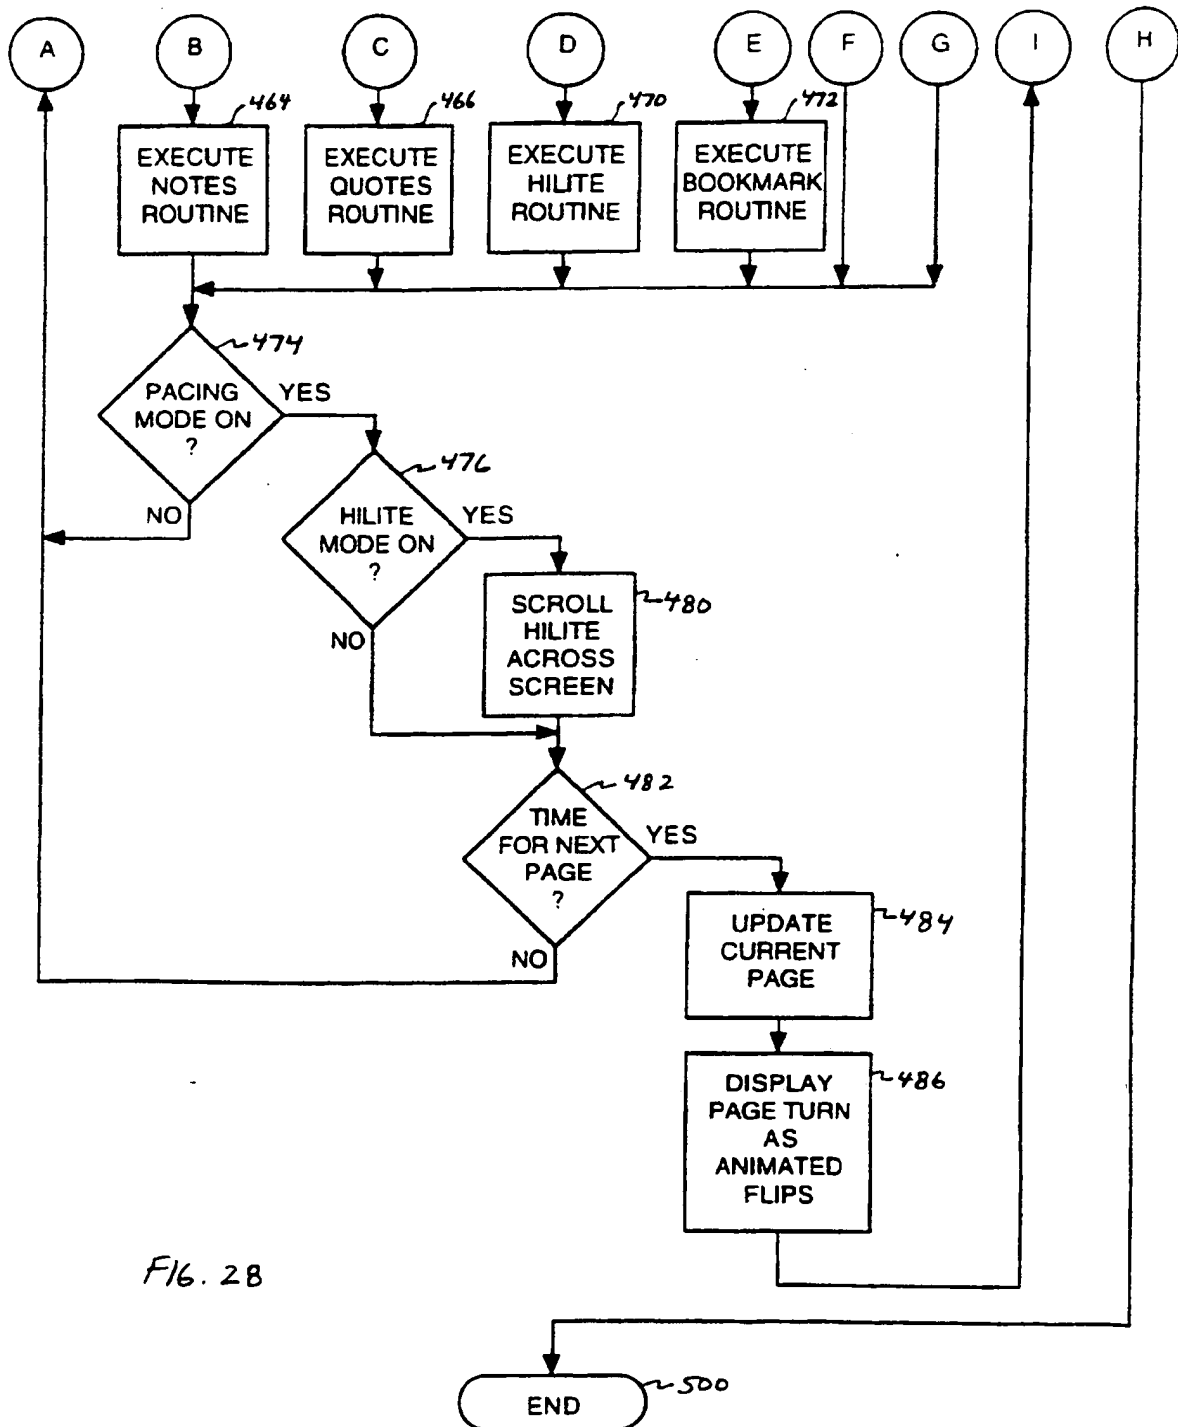 A
B
C
D
E
F
G
I
H
464
466
470
472
EXECUTE
NOTES
ROUTINE
EXECUTE
QUOTES
ROUTINE
EXECUTE
HILITE
ROUTINE
EXECUTE
BOOKMARK
ROUTINE
474
PACING
MODE ON
?
YES
NO
476
HILITE
MODE ON
?
YES
NO
480
SCROLL
HILITE
ACROSS
SCREEN
482
TIME
FOR NEXT
PAGE
?
YES
NO
484
UPDATE
CURRENT
PAGE
486
DISPLAY
PAGE TURN
AS
ANIMATED
FLIPS
FIG. 28
END
500